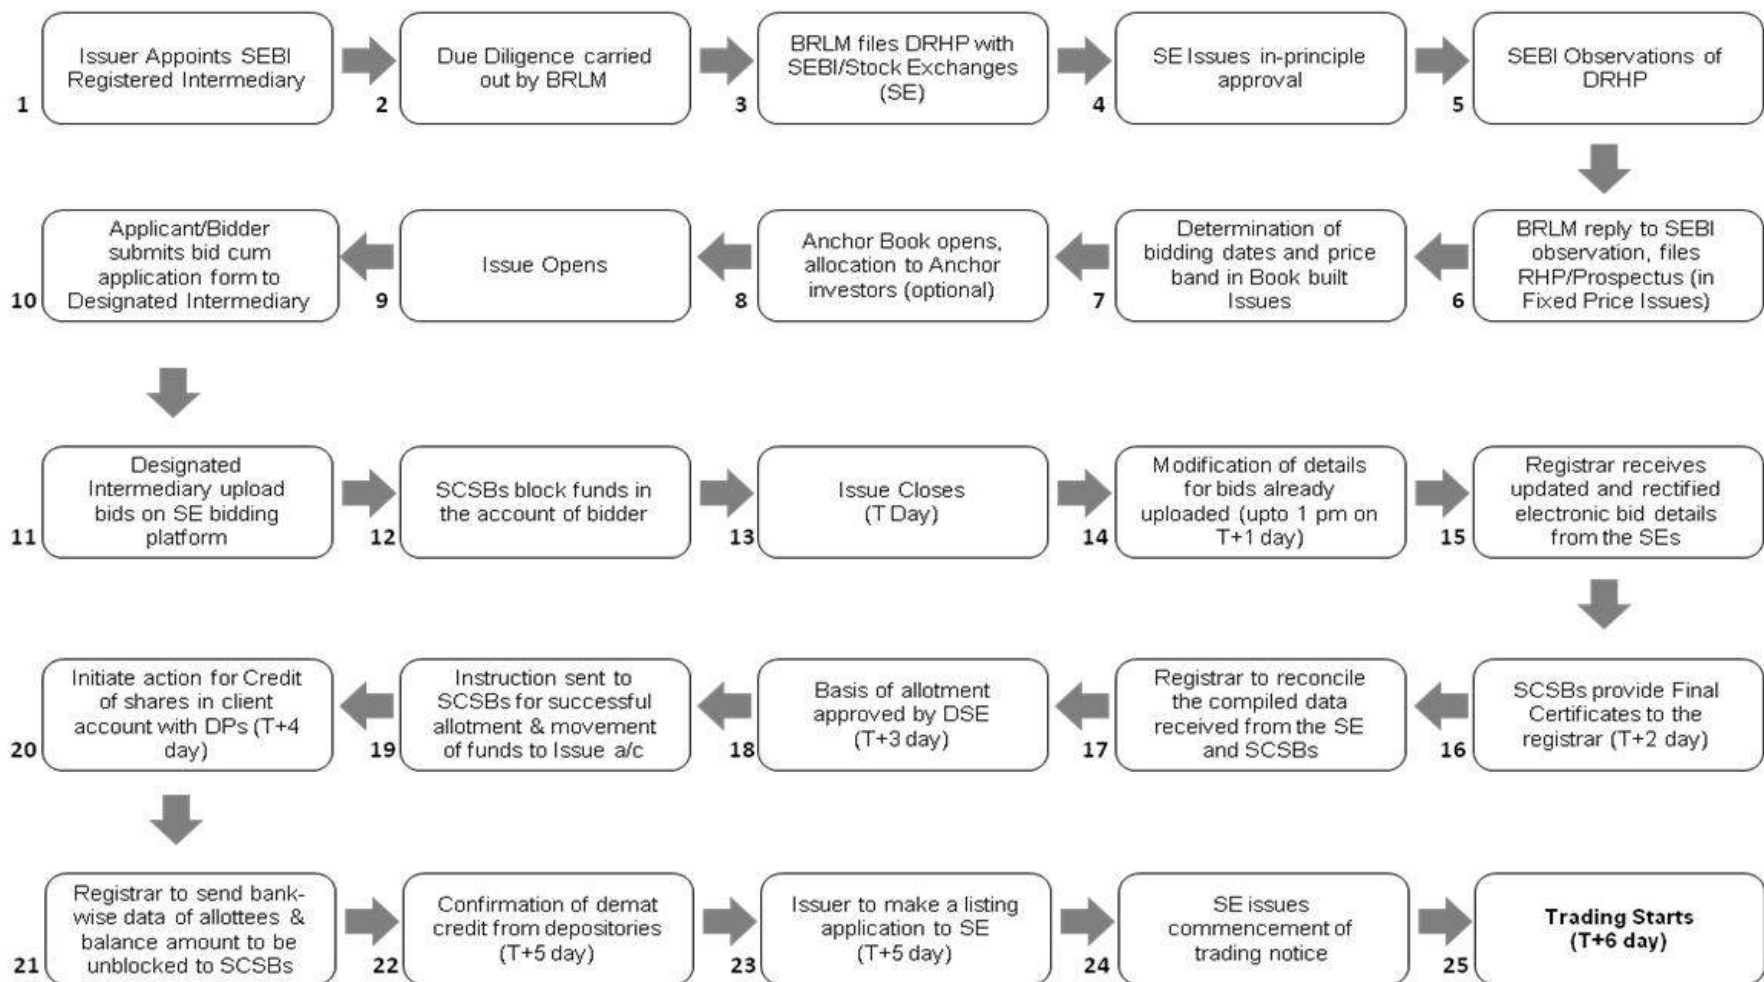 Issuer Appoints SEBI
Registered Intermediary
1
Due Diligence carried
out by BRLM
2
BRLM files DRHP with
SEBI/Stock Exchanges
(SE)
3
SE Issues in-principle
approval
4
SEBI Observations of
DRHP
5
BRLM reply to SEBI
observation, files
RHP/Prospectus (in
Fixed Price Issues)
6
Determination of
bidding dates and price
band in Book built
Issues
7
Anchor Book opens,
allocation to Anchor
investors (optional)
8
Issue Opens
9
Applicant/Bidder
submits bid cum
application form to
Designated Intermediary
10
Designated
Intermediary upload
bids on SE bidding
platform
11
SCSBs block funds in
the account of bidder
12
Issue Closes
(T Day)
13
Modification of details
for bids already
uploaded (upto 1 pm on
T+1 day)
14
Registrar receives
updated and rectified
electronic bid details
from the SEs
15
SCSBs provide Final
Certificates to the
registrar (T+2 day)
16
Registrar to reconcile
the compiled data
received from the SE
and SCSBs
17
Basis of allotment
approved by DSE
(T+3 day)
18
Instruction sent to
SCSBs for successful
allotment & movement
of funds to Issue a/c
19
Initiate action for Credit
of shares in client
account with DPs (T+4
day)
20
Registrar to send bank-
wise data of allottees &
balance amount to be
unblocked to SCSBs
21
Confirmation of demat
credit from depositories
(T+5 day)
22
Issuer to make a listing
application to SE
(T+5 day)
23
SE issues
commencement of
trading notice
24
Trading Starts
(T+6 day)
25